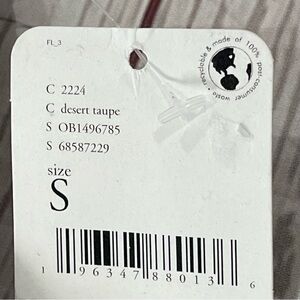 FL_3
recyclable & made of 100% post-consumer waste •
C 2224
C desert taupe
S OB1496785
S 68587229
size
S
1 96347 88013 6